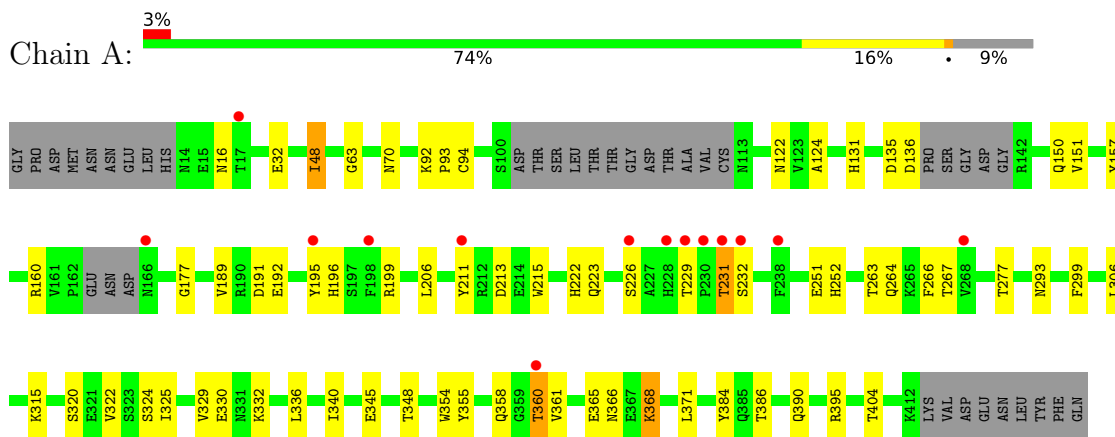 3%
Chain A:
74% 16% • 9%
GLY PRO ASP MET ASN ASN GLU LEU HIS N14 E15 N16 T17 E32 I48 G63 N70 K92 P93 C94 S100 ASP THR SER LEU THR THR GLY ASP THR ALA VAL CYS N113 N122 V123 A124 H131 D135 D136 PRO SER GLY ASP GLY R142 Q150 V151 Y157
R160 V161 P162 GLU ASN ASP N166 G177 V189 R190 D191 E192 Y195 H196 S197 F198 R199 L206 Y211 R212 D213 E214 W215 H222 Q223 S226 A227 H228 T229 P230 T231 S232 F238 E251 H252 T263 Q264 K265 F266 T267 V268 T277 N293 F299 L306
K315 S320 E321 V322 S323 S324 I325 V329 E330 N331 K332 L336 I340 E345 T348 W354 Y355 Q358 G359 T360 V361 E365 N366 E367 K368 L371 Y384 Q385 T386 Q390 R395 T404 K412 LYS VAL ASP GLU ASN LEU TYR PHE GLN